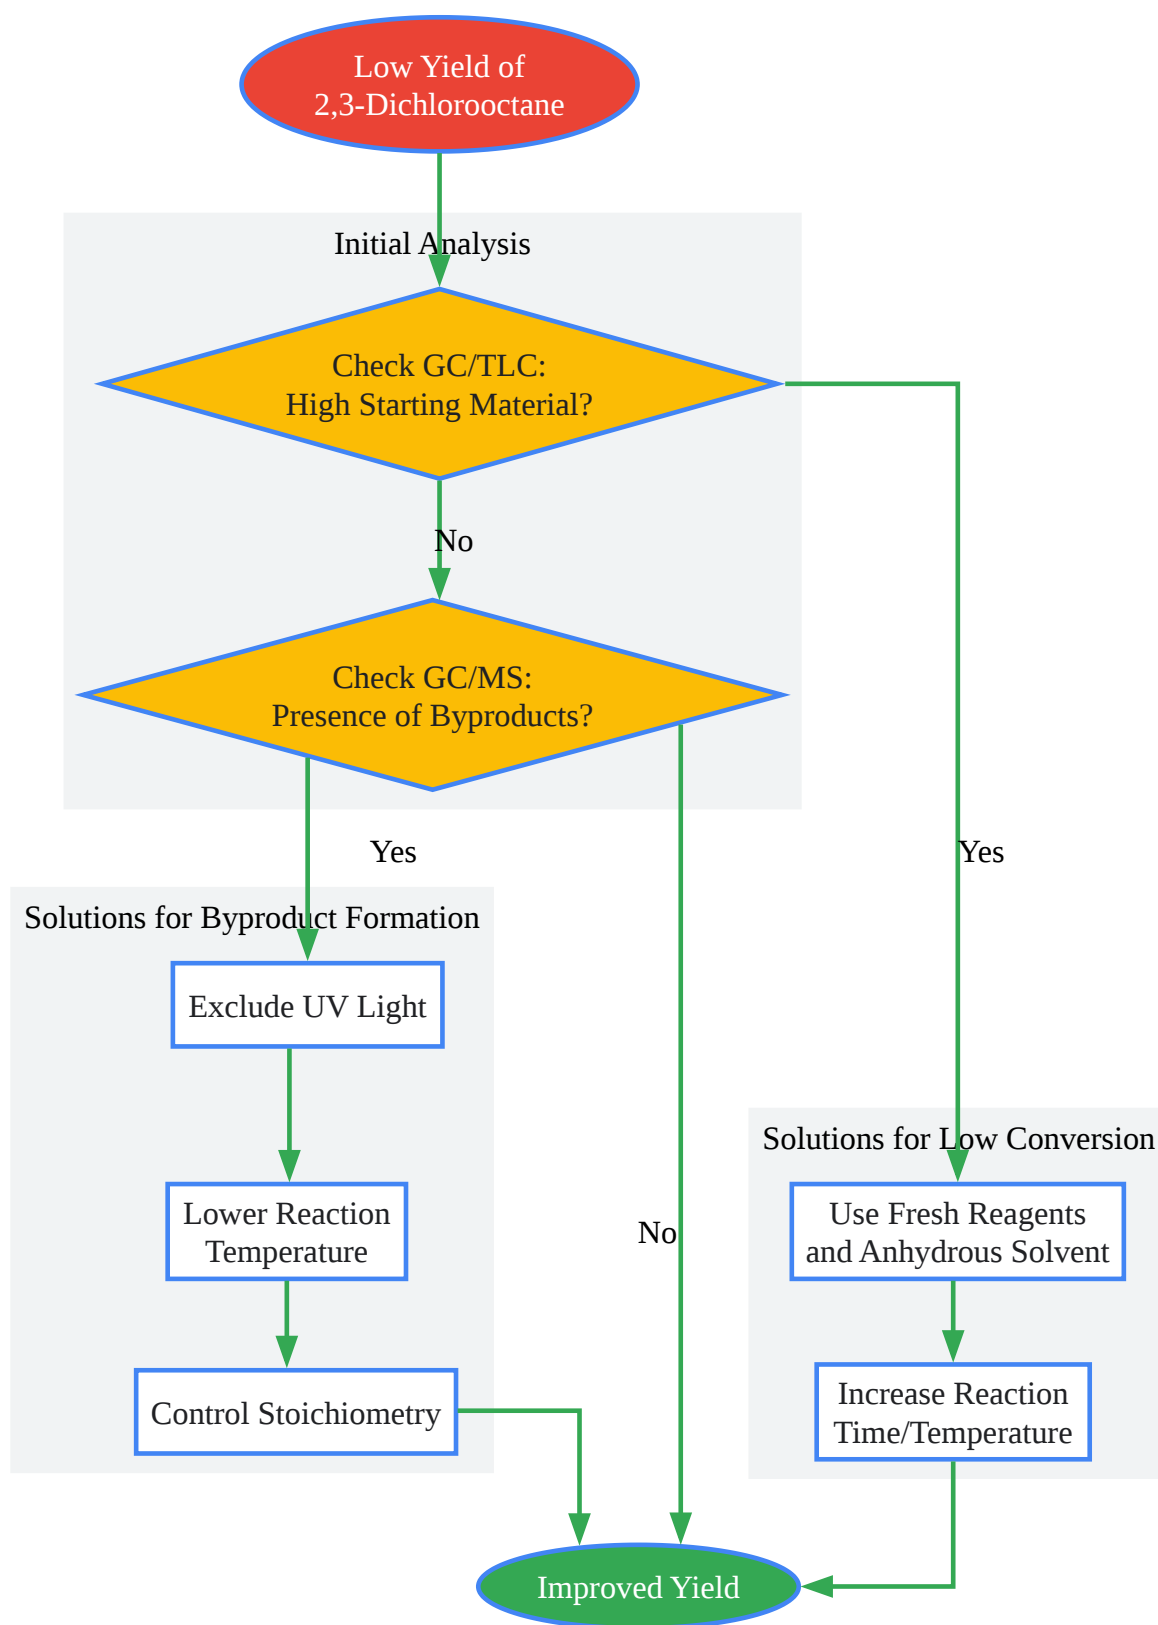 Low Yield of
2,3-Dichlorooctane
Initial Analysis
Check GC/TLC:
High Starting Material?
No
Check GC/MS:
Presence of Byproducts?
Yes
Yes
Solutions for Byproduct Formation
Exclude UV Light
Solutions for Low Conversion
Lower Reaction
Temperature
No
Use Fresh Reagents
and Anhydrous Solvent
Control Stoichiometry
Increase Reaction
Time/Temperature
Improved Yield